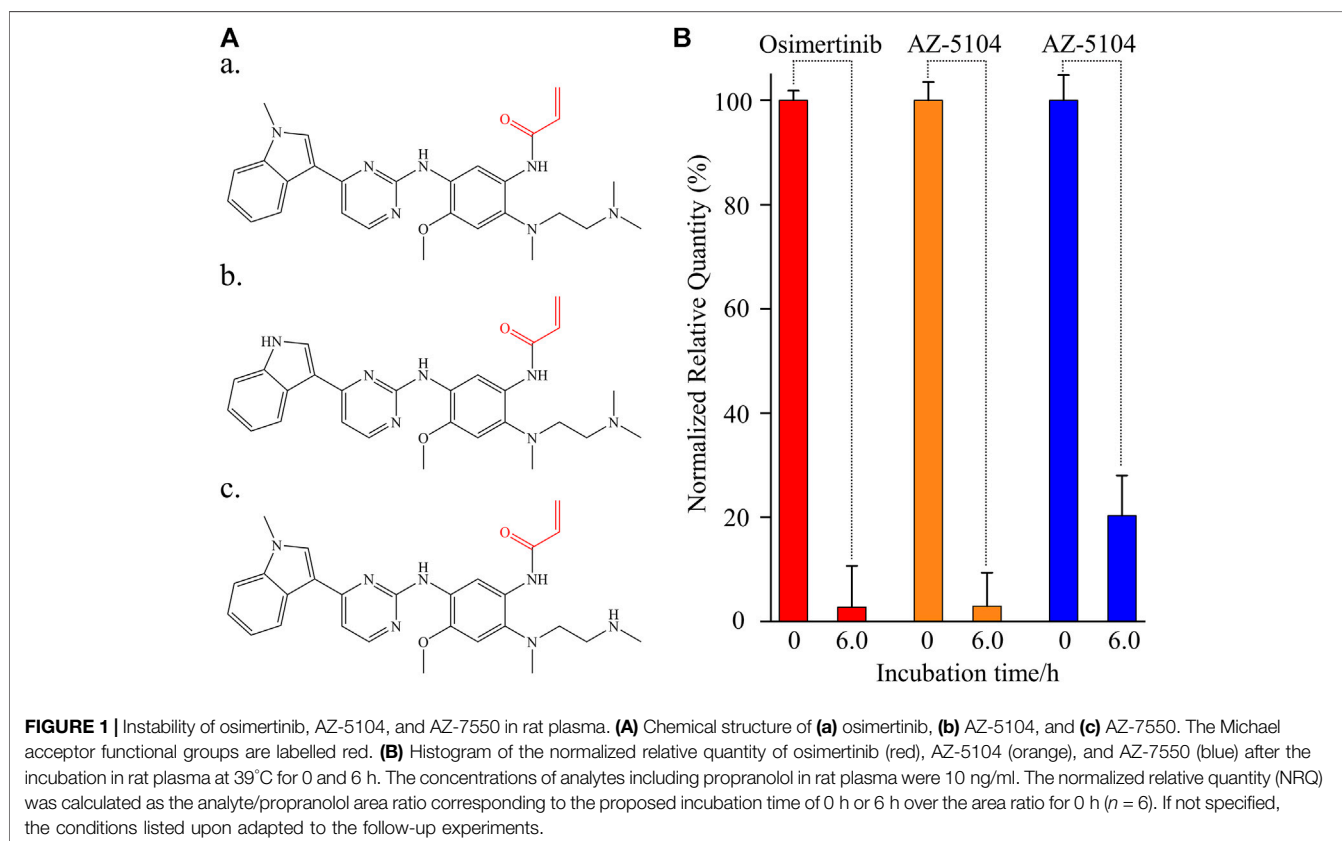 A
a.
N
N
N
H
N
O
NH
O
N
N
b.
HN
N
N
H
N
O
NH
O
N
N
c.
N
N
N
H
N
O
NH
O
N
H
N
B
Osimertinib AZ-5104 AZ-5104
Normalized Relative Quantity (%)
100
80
60
40
20
0
0 6.0 0 6.0 0 6.0
Incubation time/h
FIGURE 1 | Instability of osimertinib, AZ-5104, and AZ-7550 in rat plasma. (A) Chemical structure of (a) osimertinib, (b) AZ-5104, and (c) AZ-7550. The Michael
acceptor functional groups are labelled red. (B) Histogram of the normalized relative quantity of osimertinib (red), AZ-5104 (orange), and AZ-7550 (blue) after the
incubation in rat plasma at 39°C for 0 and 6 h. The concentrations of analytes including propranolol in rat plasma were 10 ng/ml. The normalized relative quantity (NRQ)
was calculated as the analyte/propranolol area ratio corresponding to the proposed incubation time of 0 h or 6 h over the area ratio for 0 h (n = 6). If not specified,
the conditions listed upon adapted to the follow-up experiments.